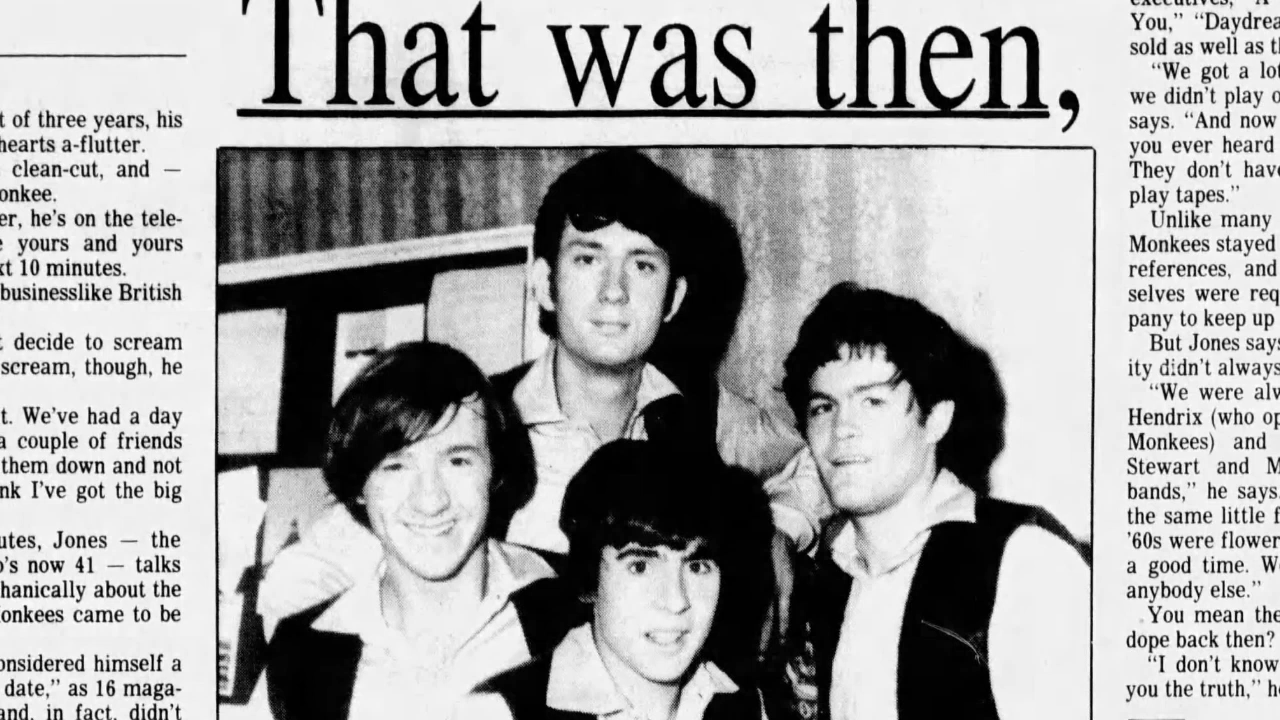 That was then,
t of three years, his
hearts a-flutter.
clean-cut, and —
onkee.
er, he's on the tele-
e yours and yours
xt 10 minutes.
businesslike British
t decide to scream
scream, though, he
t. We've had a day
a couple of friends
them down and not
nk I've got the big
utes, Jones — the
o's now 41 — talks
hanically about the
Monkees came to be
onsidered himself a
date," as 16 maga-
and, in fact, didn't
executives, "A
You," "Daydrea
sold as well as th
"We got a lot
we didn't play o
says. "And now
you ever heard
They don't have
play tapes."
Unlike many
Monkees stayed
references, and
selves were req
pany to keep up
But Jones says
ity didn't always
"We were alw
Hendrix (who op
Monkees) and
Stewart and M
bands," he says.
the same little f
'60s were flower
a good time. We
anybody else."
You mean the
dope back then?
"I don't know
you the truth," he